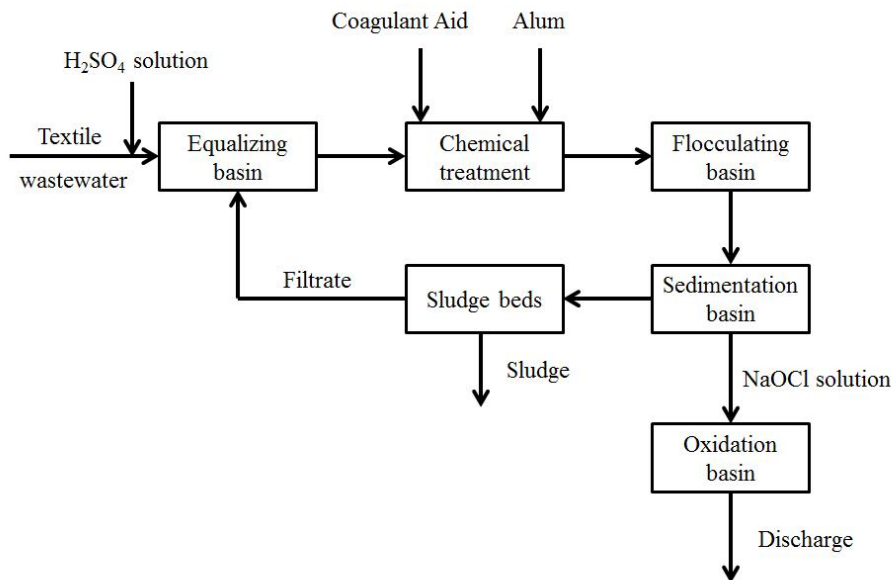 Coagulant Aid
Alum
H₂SO₄ solution
Textile
wastewater
Equalizing
basin
Chemical
treatment
Flocculating
basin
Filtrate
Sludge beds
Sedimentation
basin
Sludge
NaOCl solution
Oxidation
basin
Discharge